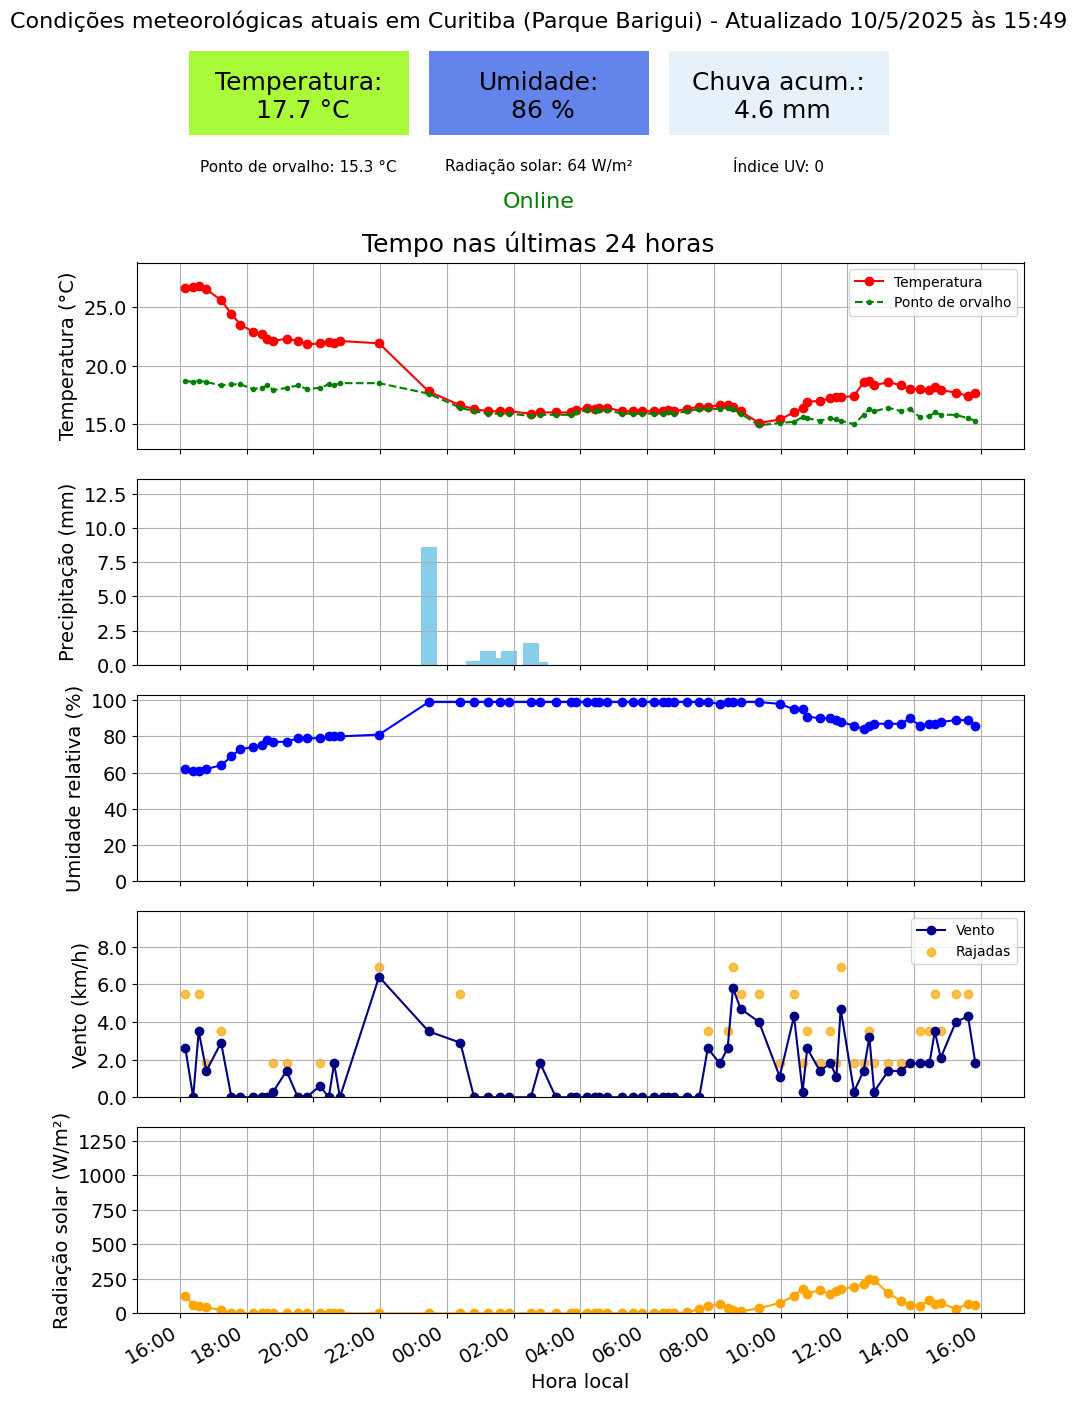 Condições meteorológicas atuais em Curitiba (Parque Barigui) - Atualizado 10/5/2025 às 15:49
Temperatura:
17.7 °C
Umidade:
86 %
Chuva acum.:
4.6 mm
Ponto de orvalho: 15.3 °C
Radiação solar: 64 W/m²
Índice UV: 0
Online
Tempo nas últimas 24 horas
Temperatura (°C)
25.0
20.0
15.0
Temperatura
Ponto de orvalho
Precipitação (mm)
12.5
10.0
7.5
5.0
2.5
0.0
Umidade relativa (%)
100
80
60
40
20
0
Vento (km/h)
8.0
6.0
4.0
2.0
0.0
Vento
Rajadas
Radiação solar (W/m²)
1250
1000
750
500
250
0
16:00 18:00 20:00 22:00 00:00 02:00 04:00 06:00 08:00 10:00 12:00 14:00 16:00
Hora local